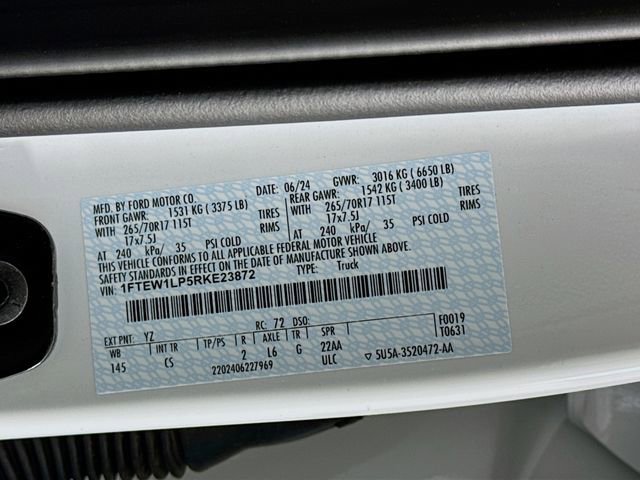 MFD. BY FORD MOTOR CO. DATE: 06/24 GVWR: 3016 KG (6650 LB)
FRONT GAWR: 1531 KG (3375 LB) REAR GAWR: 1542 KG (3400 LB)
WITH 265/70R17 115T TIRES WITH 265/70R17 115T TIRES
17x7.5J RIMS 17x7.5J RIMS
AT 240 kPa/ 35 PSI COLD AT 240 kPa/ 35 PSI COLD
THIS VEHICLE CONFORMS TO ALL APPLICABLE FEDERAL MOTOR VEHICLE
SAFETY STANDARDS IN EFFECT ON THE DATE OF MANUFACTURE SHOWN ABOVE.
VIN: 1FTEW1LP5RKE23872 TYPE: Truck
F0019
EXT PNT: YZ RC: 72 DSO: T0631
WB INT TR TP/PS R AXLE TR SPR
145 CS 2 L6 G 22AA
2202406227969 ULC ▽ 5U5A-3520472-AA